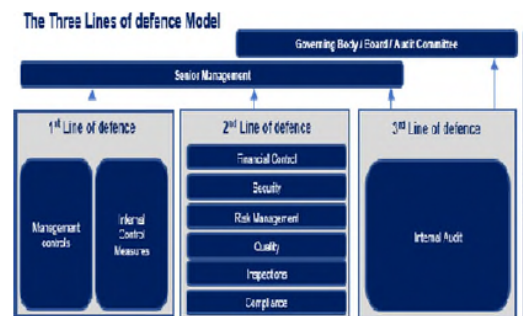 The Three Lines of defence Model
Governing Body / Board / Audit Committee
Senior Management
1st Line of defence
Management
controls
Internal
Control
Measures
2nd Line of defence
Financial Control
Security
Risk Management
Quality
Inspections
Compliance
3rd Line of defence
Internal Audit